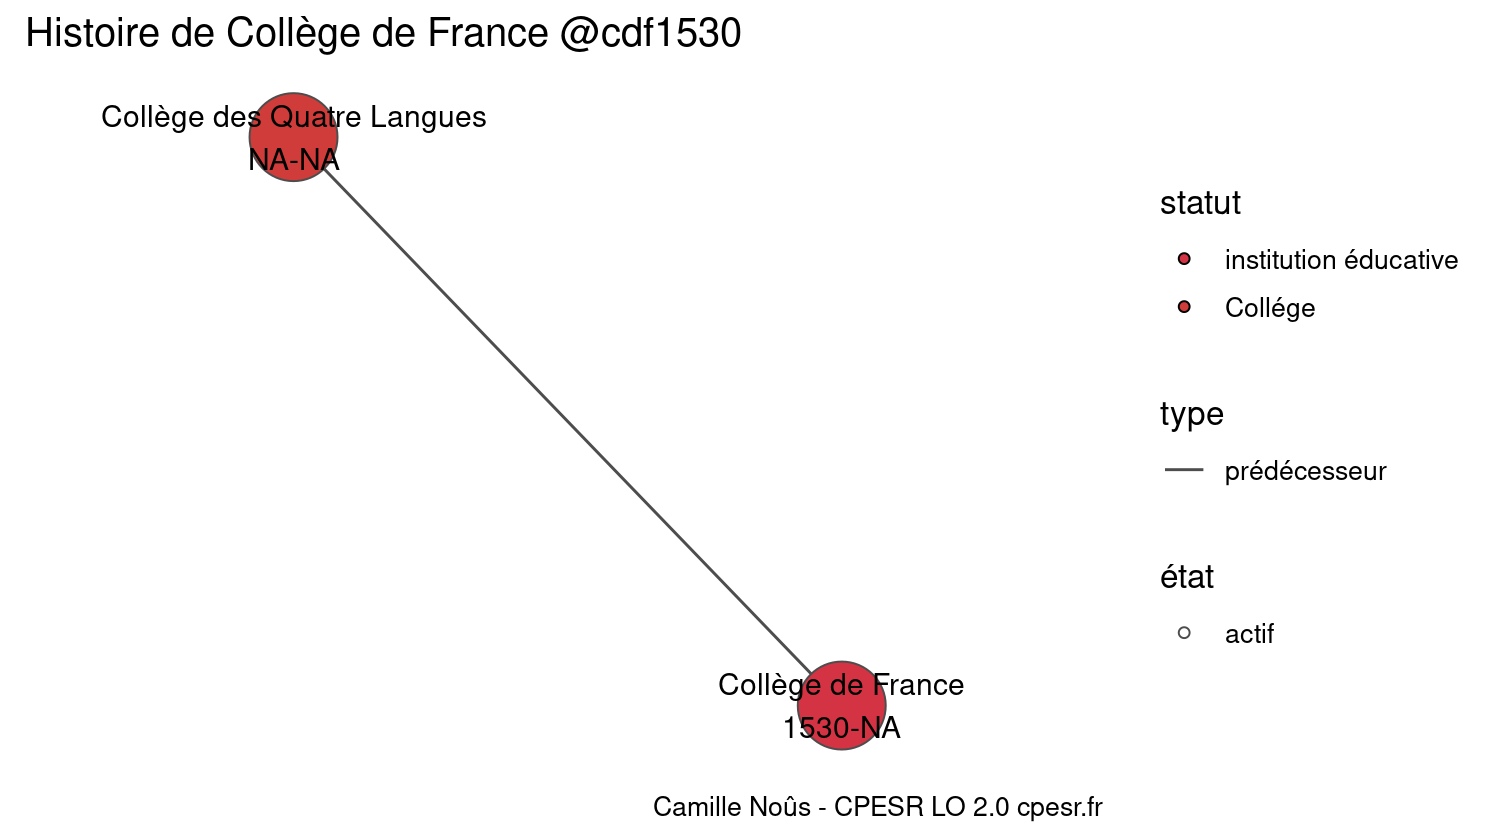 Histoire de Collège de France @cdf1530
Collège des Quatre Langues
NA-NA
statut
institution éducative
Collége
type
prédécesseur
état
actif
Collège de France
1530-NA
Camille Noûs - CPESR LO 2.0 cpesr.fr